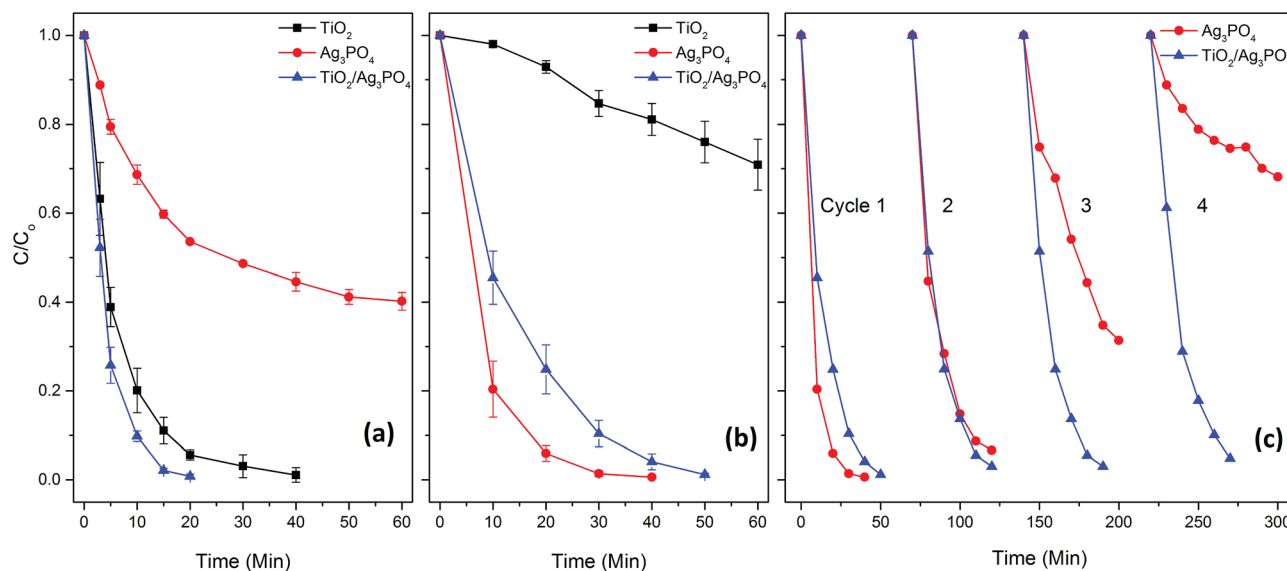 C/Co
1.0
0.8
0.6
0.4
0.2
0.0
TiO2
Ag3PO4
TiO2/Ag3PO4
(a)
0 10 20 30 40 50 60
Time (Min)
TiO2
Ag3PO4
TiO2/Ag3PO4
(b)
0 10 20 30 40 50 60
Time (Min)
Ag3PO4
TiO2/Ag3PO
Cycle 1 2 3 4
(c)
0 50 100 150 200 250 300
Time (Min)